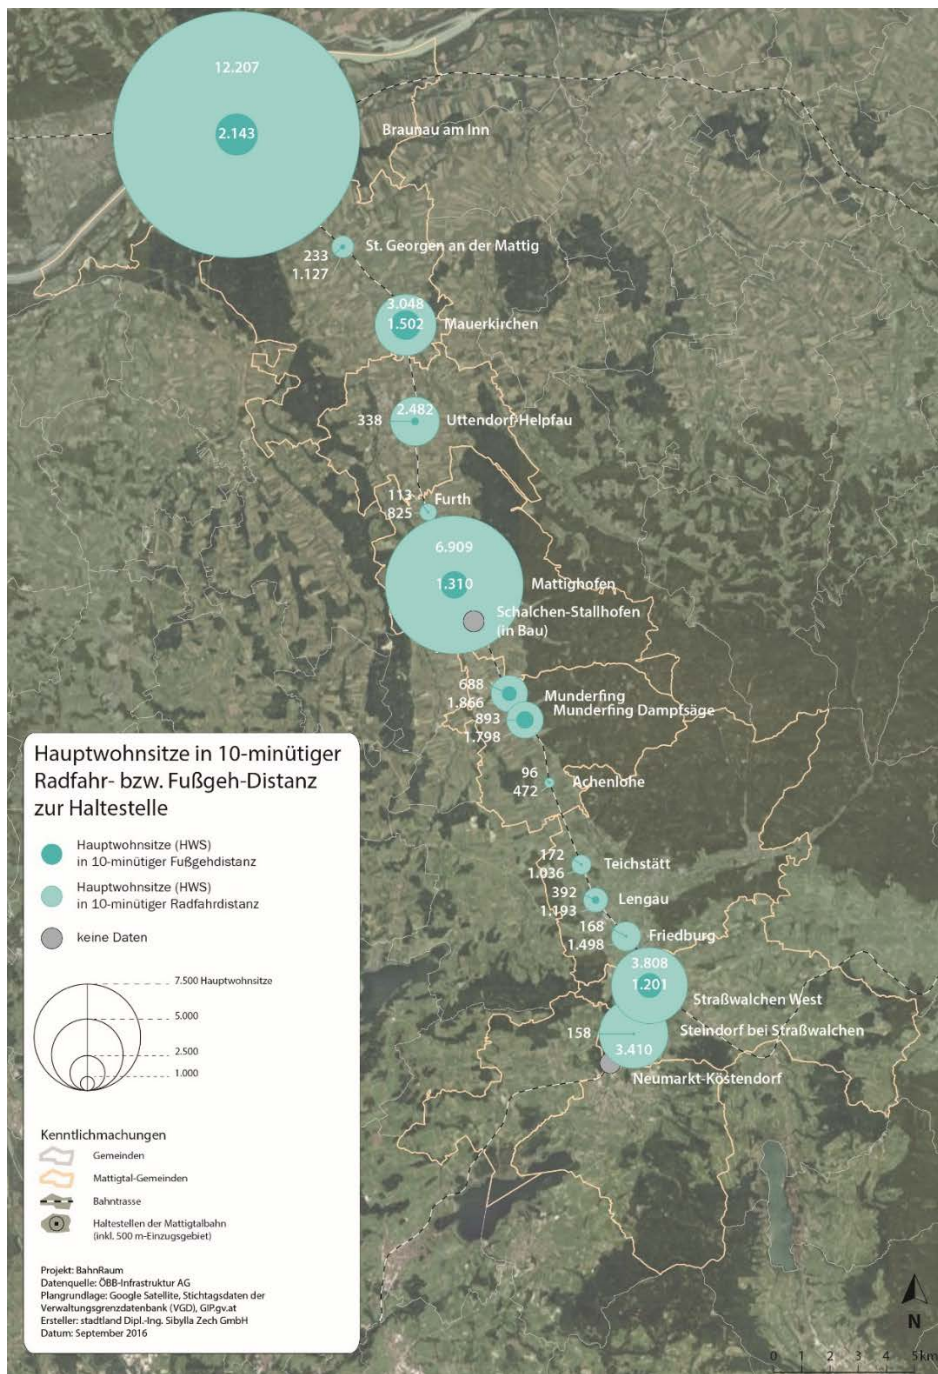 12.207
2.143
Braunau am Inn
St. Georgen an der Mattig
233
1.127
3.048
1.502
Mauerkirchen
2.482
338
Uttendorf-Helpfau
113
825
Furth
6.909
1.310
Mattighofen
Schalchen-Stallhofen
(in Bau)
688
1.866
Munderfing
893
1.798
Munderfing Dampfsäge
96
472
Achenlohe
172
1.036
Teichstätt
392
1.193
Lengau
168
1.498
Friedburg
3.808
1.201
Straßwalchen West
158
3.410
Steindorf bei Straßwalchen
Neumarkt-Köstendorf
Hauptwohnsitze in 10-minütiger
Radfahr- bzw. Fußgeh-Distanz
zur Haltestelle
Hauptwohnsitze (HWS)
in 10-minütiger Fußgehdistanz
Hauptwohnsitze (HWS)
in 10-minütiger Radfahrdistanz
keine Daten
7.500 Hauptwohnsitze
5.000
2.500
1.000
Kenntlichmachungen
Gemeinden
Mattigtal-Gemeinden
Bahntrasse
Haltestellen der Mattigtalbahn
(inkl. 500 m-Einzugsgebiet)
Projekt: BahnRaum
Datenquelle: ÖBB-Infrastruktur AG
Plangrundlage: Google Satellite, Stichtagsdaten der
Verwaltungsgrenzdatenbank (VGD), GIP.gv.at
Ersteller: stadtland Dipl.-Ing. Sibylla Zech GmbH
Datum: September 2016
N
0 1 2 3 4 5km